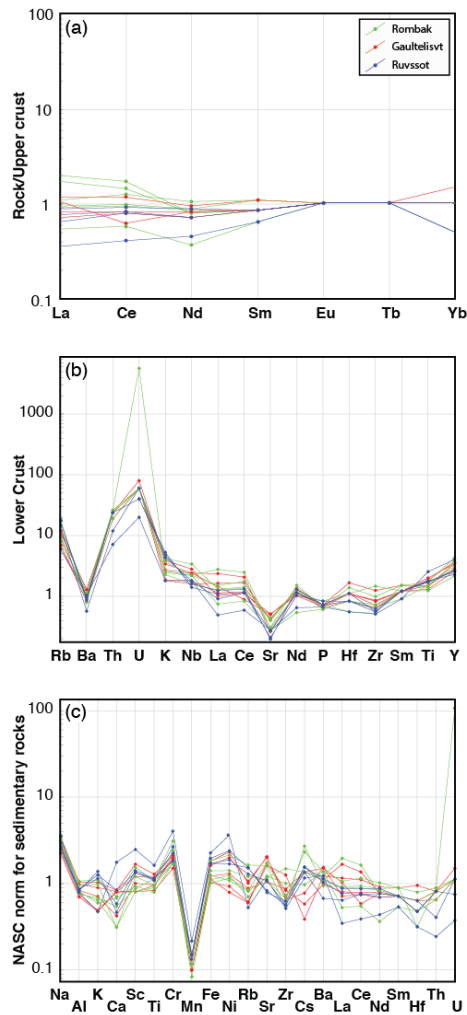 (a)
100
10
1
0.1
Rock/Upper crust
Rombak
Gaultelisvt
Ruvssot
La Ce Nd Sm Eu Tb Yb
(b)
1000
100
10
1
Lower Crust
Rb Ba Th U K Nb La Ce Sr Nd P Hf Zr Sm Ti Y
(c)
100
10
1
0.1
NASC norm for sedimentary rocks
Na K Sc Cr Fe Rb Zr Ba Ce Sm Th
Al Ca Ti Mn Ni Sr Cs La Nd Hf U